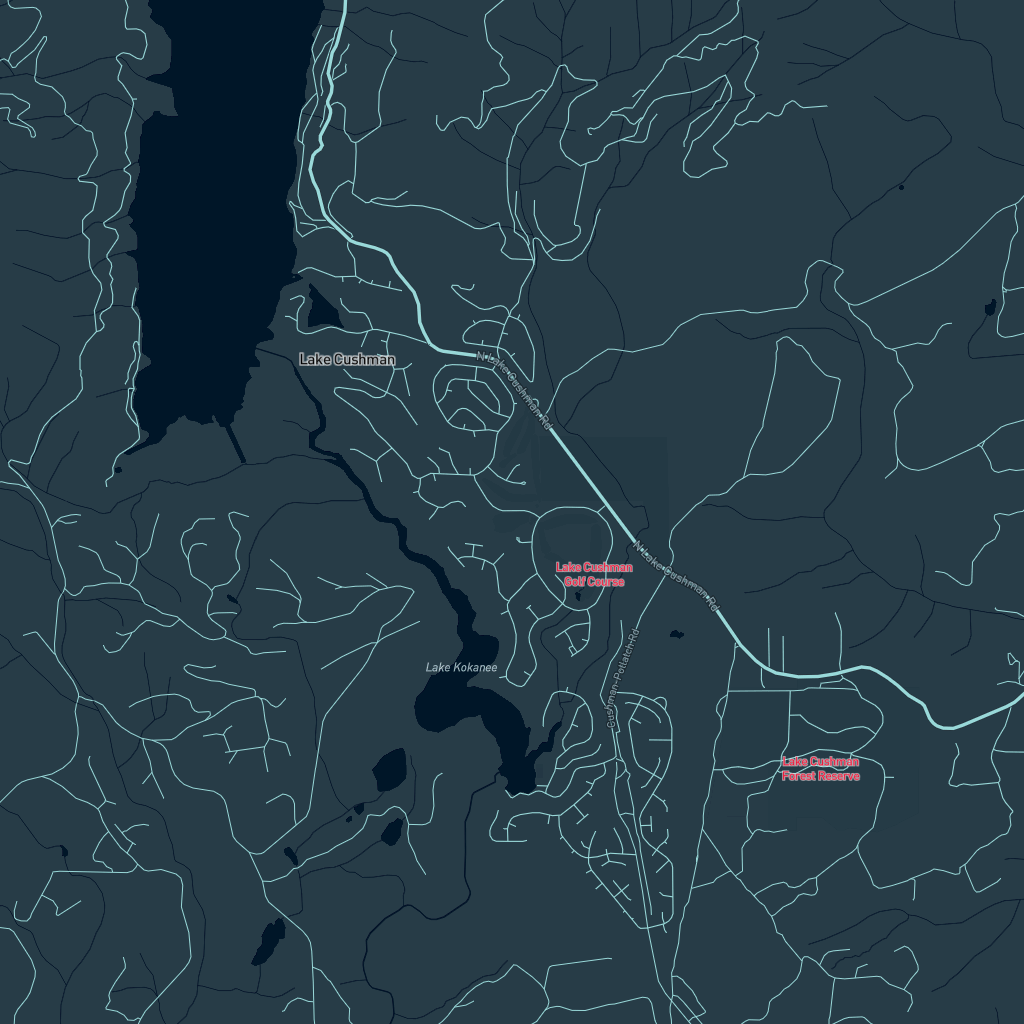 Lake Cushman
N Lake Cushman Rd
N Lake Cushman Rd
Lake Cushman
Golf Course
Cushman-Potlatch Rd
Lake Kokanee
Lake Cushman
Forest Reserve